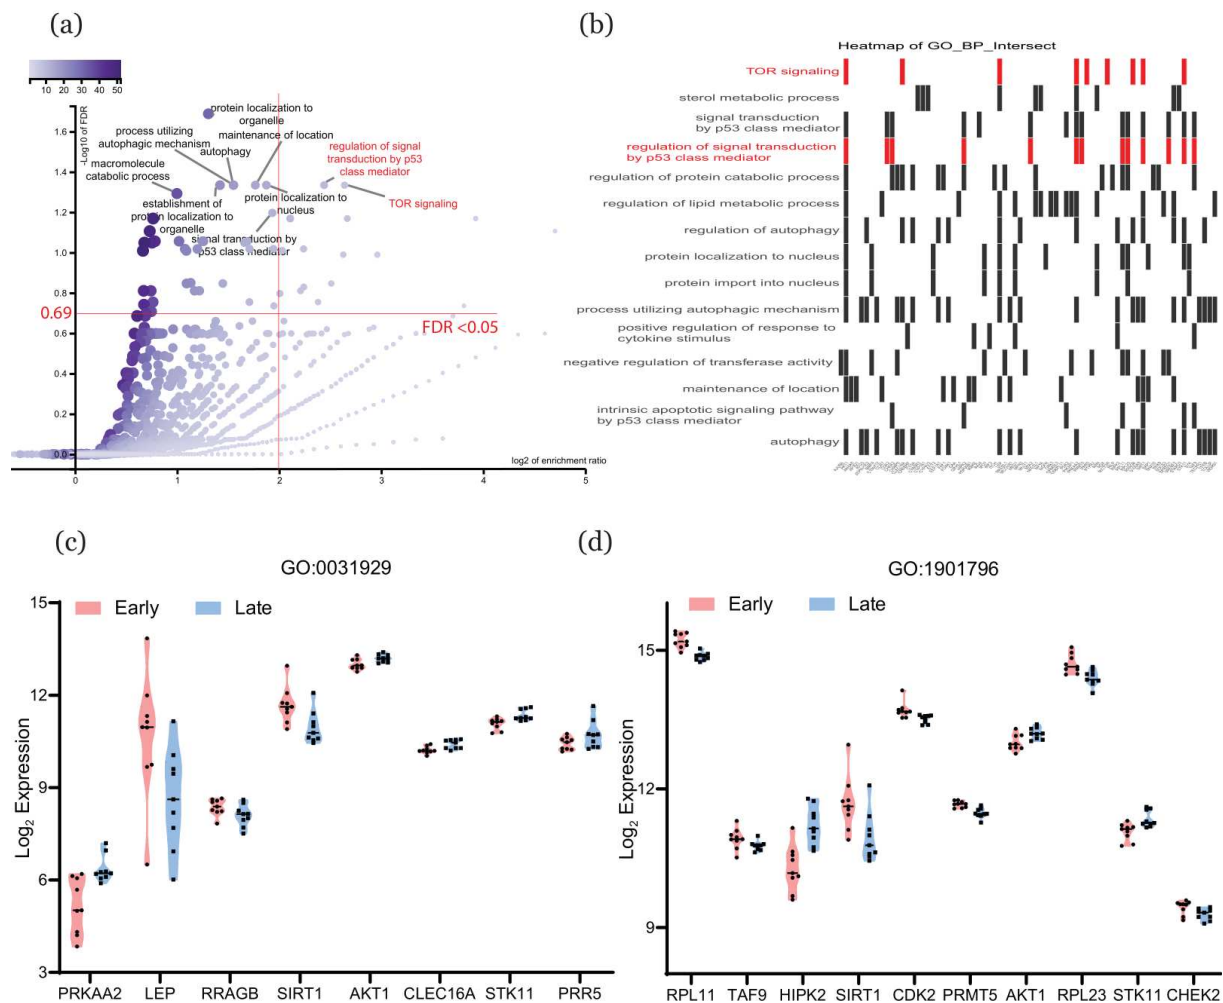 (a)
10 20 30 40 50
-Log10 of FDR
1.6
1.4
1.2
1.0
0.8
0.6
0.4
0.2
0.0
protein localization to
organelle
process utilizing
autophagic mechanism
maintenance of location
autophagy
macromolecule
catabolic process
regulation of signal
transduction by p53
class mediator
TOR signaling
protein localization to
nucleus
establishment of
protein localization to
organelle
signal transduction by
p53 class mediator
0.69
FDR <0.05
log2 of enrichment ratio
0 1 2 3 4 5
(b)
Heatmap of GO_BP_Intersect
TOR signaling
sterol metabolic process
signal transduction
by p53 class mediator
regulation of signal transduction
by p53 class mediator
regulation of protein catabolic process
regulation of lipid metabolic process
regulation of autophagy
protein localization to nucleus
protein import into nucleus
process utilizing autophagic mechanism
positive regulation of response to
cytokine stimulus
negative regulation of transferase activity
maintenance of location
intrinsic apoptotic signaling pathway
by p53 class mediator
autophagy
(c)
GO:0031929
Early Late
Log2 Expression
15
12
9
6
3
PRKAA2 LEP RRAGB SIRT1 AKT1 CLEC16A STK11 PRR5
(d)
GO:1901796
Early Late
Log2 Expression
15
12
9
RPL11 TAF9 HIPK2 SIRT1 CDK2 PRMT5 AKT1 RPL23 STK11 CHEK2